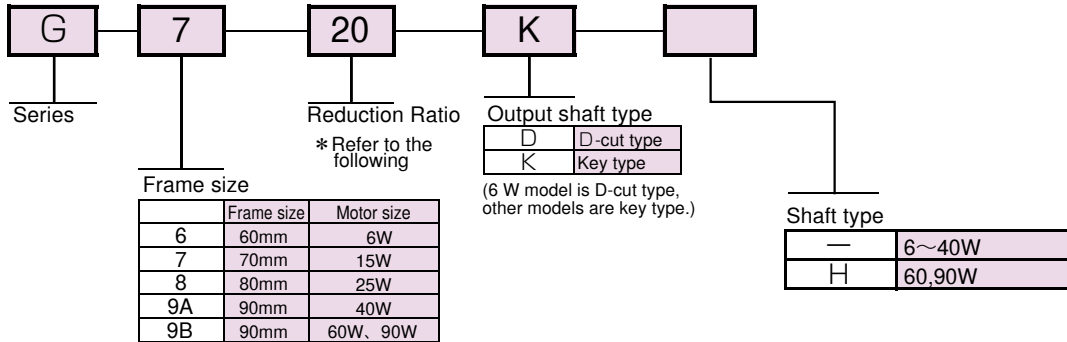 G 7 20 K
Series
Reduction Ratio
*Refer to the
following
Output shaft type
D D-cut type
K Key type
(6 W model is D-cut type,
other models are key type.)
Frame size
Frame size Motor size
6 60mm 6W
7 70mm 15W
8 80mm 25W
9A 90mm 40W
9B 90mm 60W、90W
Shaft type
— 6〜40W
H 60,90W